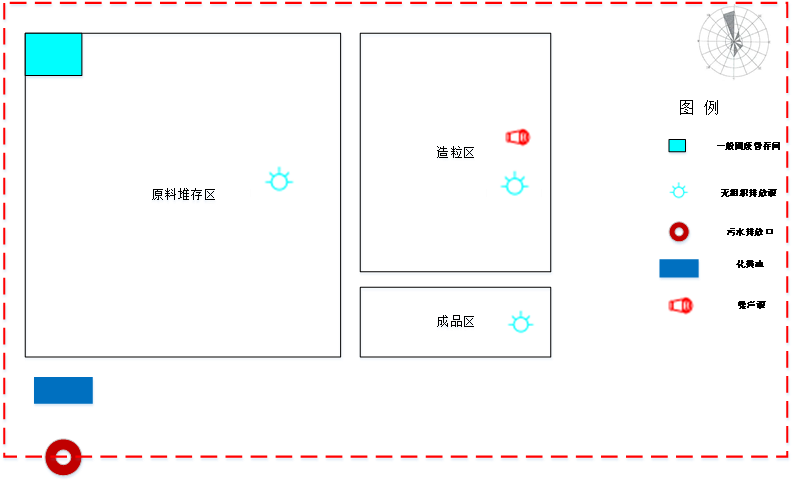 图 例
一般固废暂存间
造粒区
无组织排放源
原料堆存区
污水排放口
化粪池
噪声源
成品区